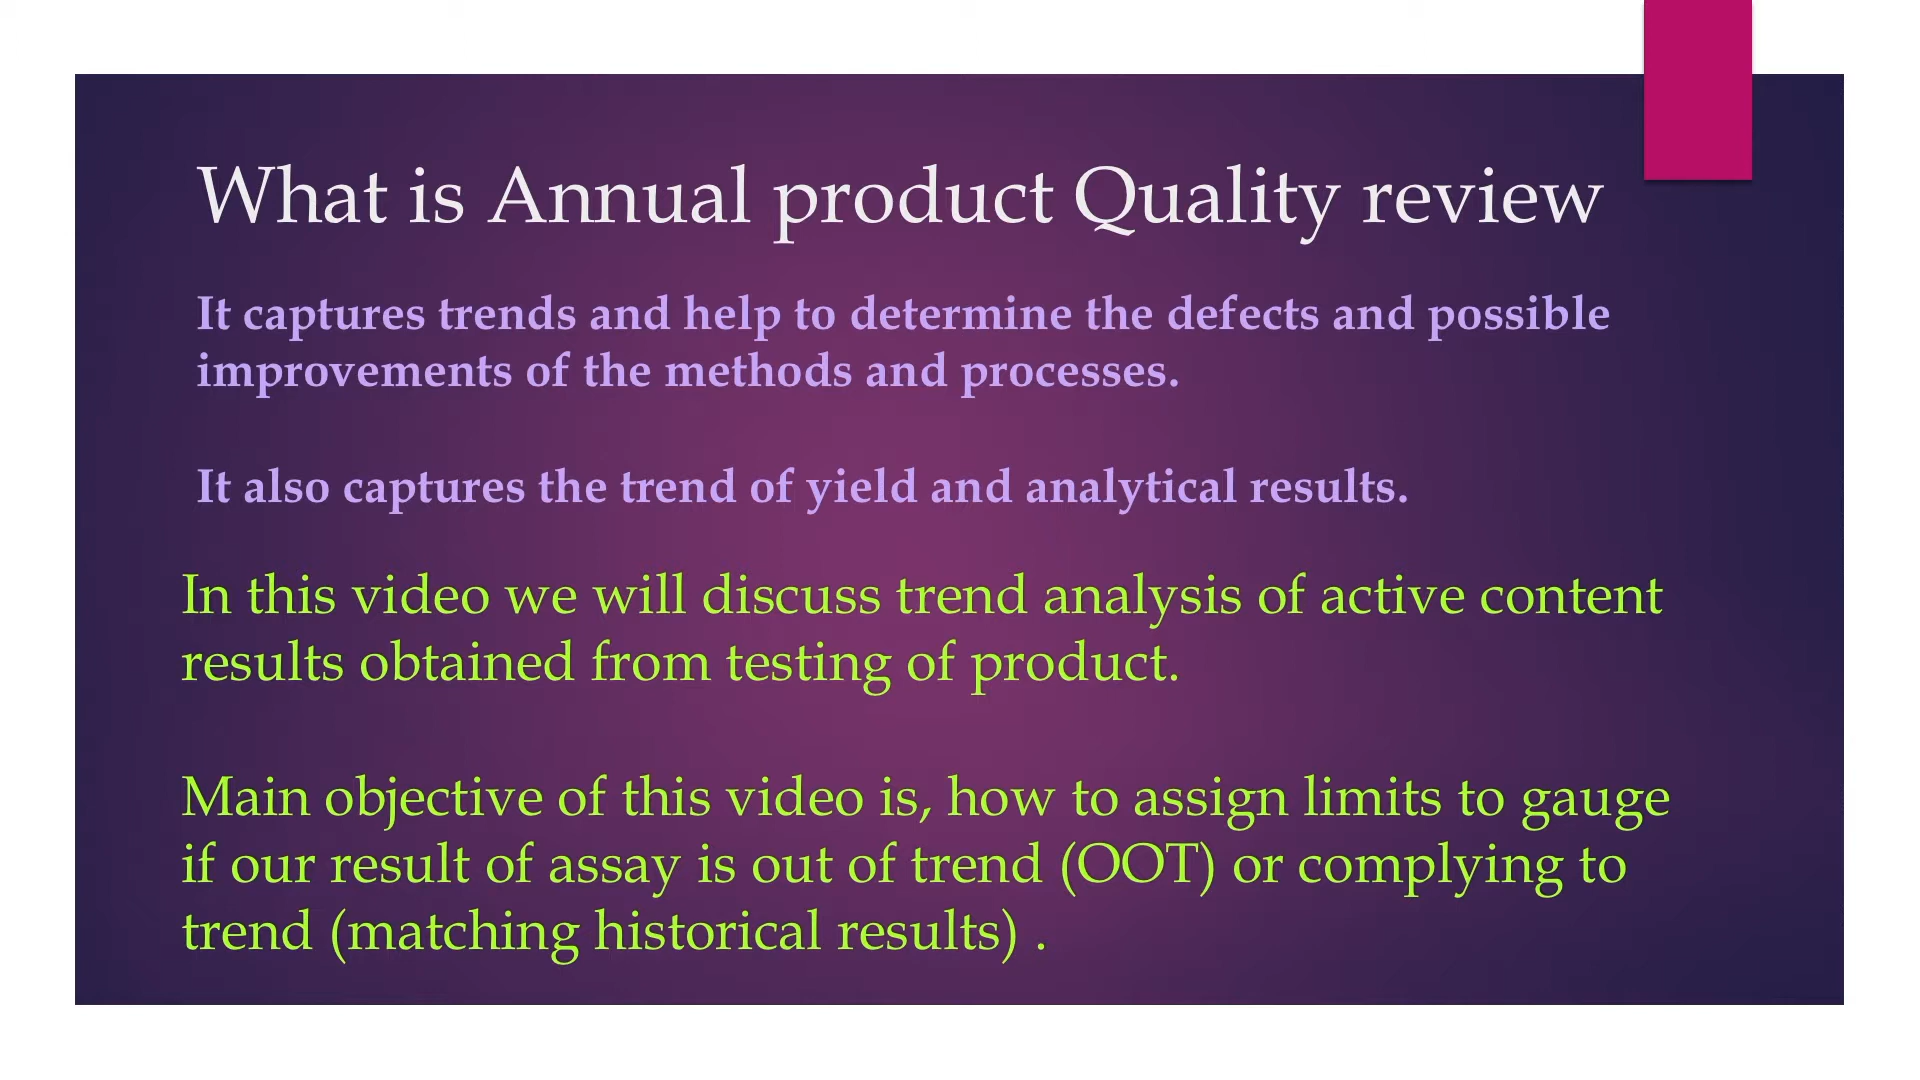 What is Annual product Quality review
It captures trends and help to determine the defects and possible
improvements of the methods and processes.
It also captures the trend of yield and analytical results.
In this video we will discuss trend analysis of active content
results obtained from testing of product.
Main objective of this video is, how to assign limits to gauge
if our result of assay is out of trend (OOT) or complying to
trend (matching historical results) .